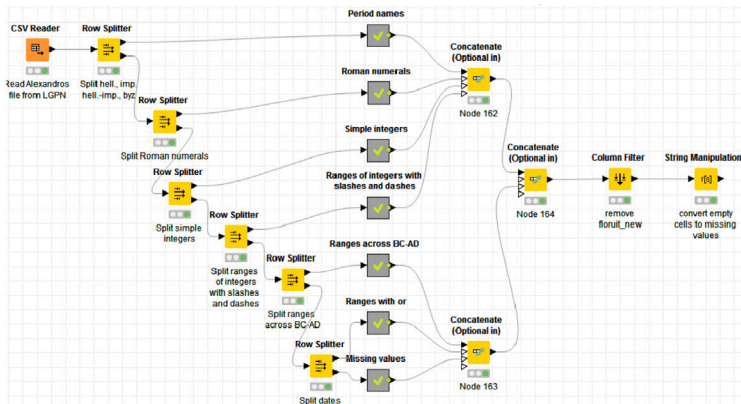 Period names
CSV Reader
Row Splitter
Read Alexandros
file from LGPN
Split hell., imp.
hell.-imp., byz.
Concatenate
(Optional in)
Node 162
Roman numerals
Row Splitter
Split Roman numerals
Simple integers
Row Splitter
Split simple
integers
Ranges of integers with
slashes and dashes
Row Splitter
Split ranges
of integers
with slashes
and dashes
Concatenate
(Optional in)
Node 164
Column Filter
remove
floruit_new
String Manipulation
convert empty
cells to missing
values
Ranges across BC-AD
Row Splitter
Split ranges
across BC-AD
Ranges with or
Concatenate
(Optional in)
Node 163
Row Splitter
Split dates
Missing values